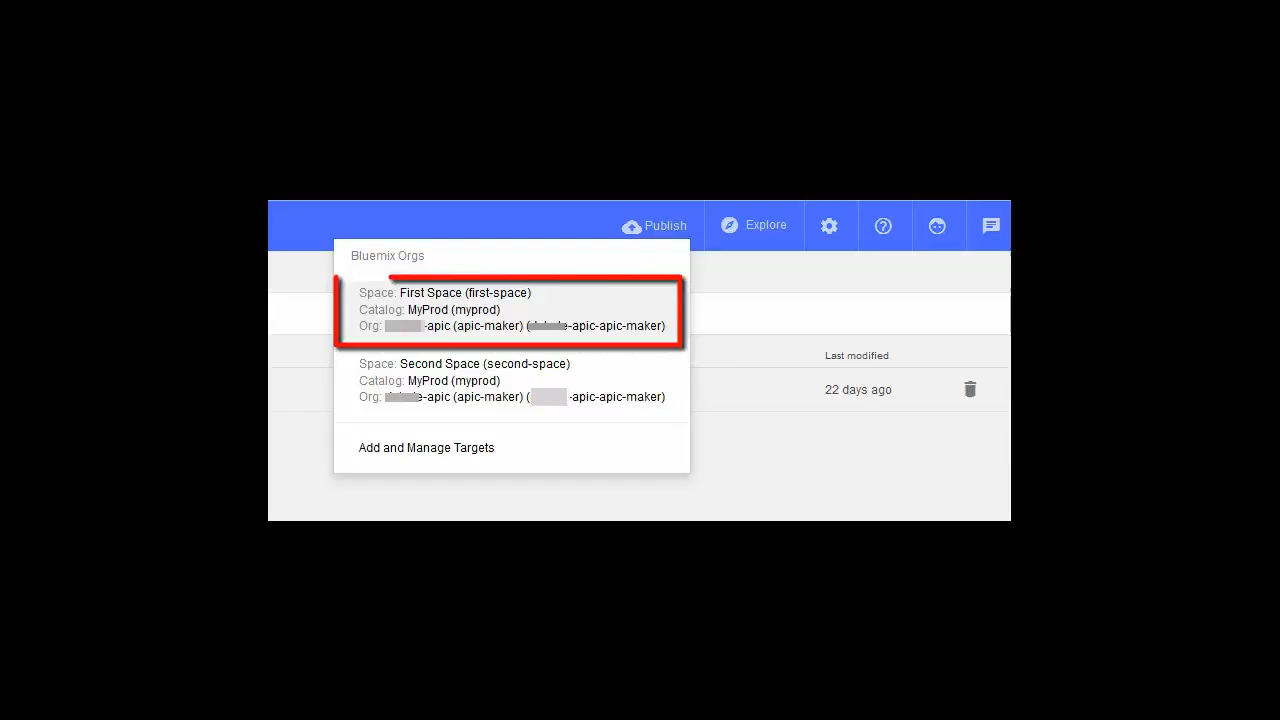 Publish
Explore
Bluemix Orgs
Space: First Space (first-space)
Catalog: MyProd (myprod)
Org: -apic (apic-maker) ( e-apic-apic-maker)
Space: Second Space (second-space)
Catalog: MyProd (myprod)
Org: e-apic (apic-maker) ( -apic-apic-maker)
Add and Manage Targets
Last modified
22 days ago